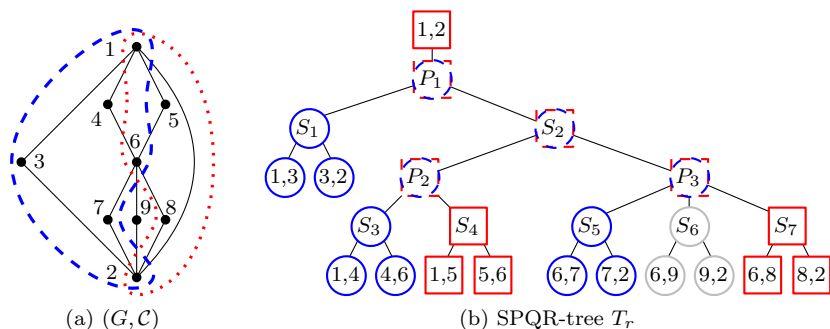 1
4
5
3
6
7
9
8
2
(a) (G, C)
1,2
P₁
S₁
S₂
1,3
3,2
P₂
P₃
S₃
S₄
S₅
S₆
S₇
1,4
4,6
1,5
5,6
6,7
7,2
6,9
9,2
6,8
8,2
(b) SPQR-tree Tᵣ